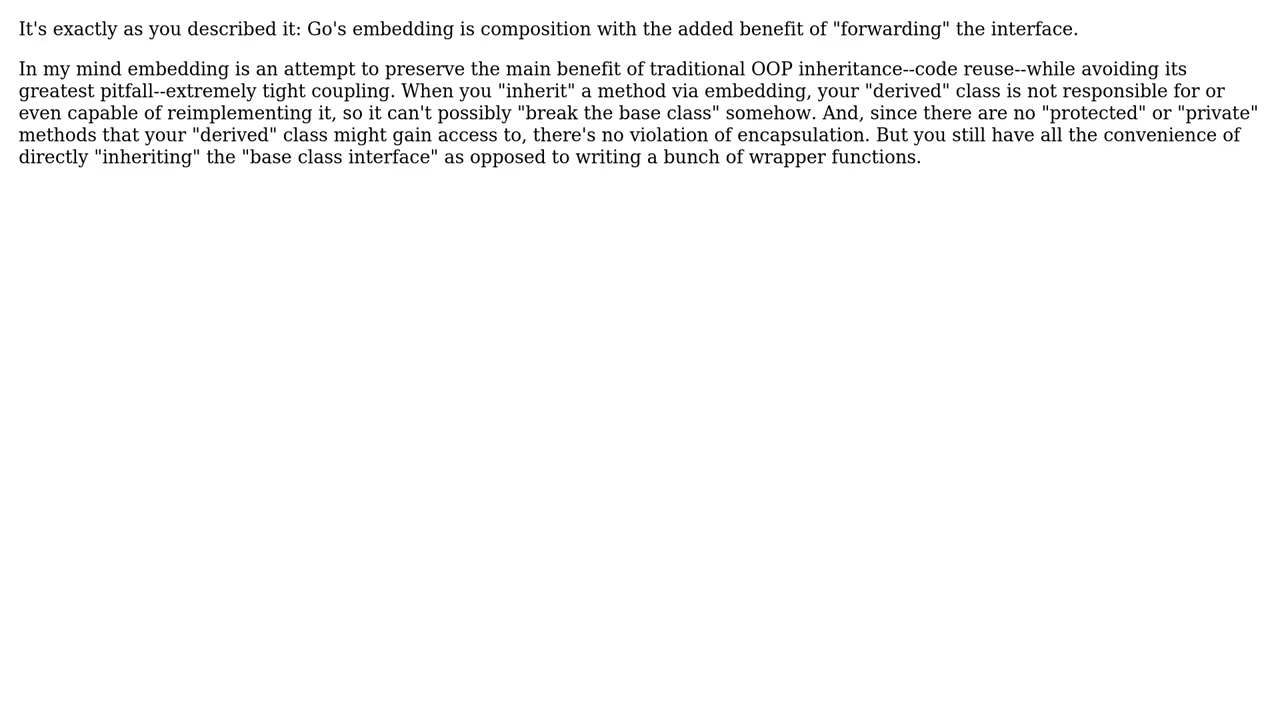 It's exactly as you described it: Go's embedding is composition with the added benefit of "forwarding" the interface.
In my mind embedding is an attempt to preserve the main benefit of traditional OOP inheritance--code reuse--while avoiding its
greatest pitfall--extremely tight coupling. When you "inherit" a method via embedding, your "derived" class is not responsible for or
even capable of reimplementing it, so it can't possibly "break the base class" somehow. And, since there are no "protected" or "private"
methods that your "derived" class might gain access to, there's no violation of encapsulation. But you still have all the convenience of
directly "inheriting" the "base class interface" as opposed to writing a bunch of wrapper functions.